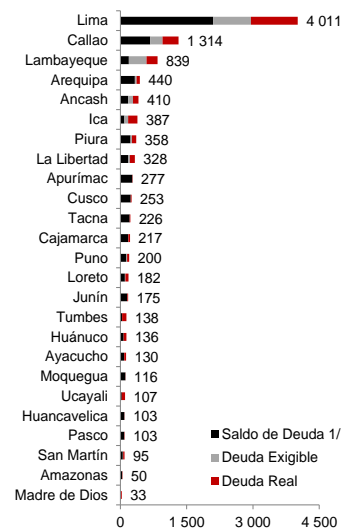 Lima 4 011
Callao 1 314
Lambayeque 839
Arequipa 440
Ancash 410
Ica 387
Piura 358
La Libertad 328
Apurímac 277
Cusco 253
Tacna 226
Cajamarca 217
Puno 200
Loreto 182
Junín 175
Tumbes 138
Huánuco 136
Ayacucho 130
Moquegua 116
Ucayali 107
Huancavelica 103
Pasco 103
San Martín 95
Amazonas 50
Madre de Dios 33
Saldo de Deuda 1/
Deuda Exigible
Deuda Real
0 1 500 3 000 4 500